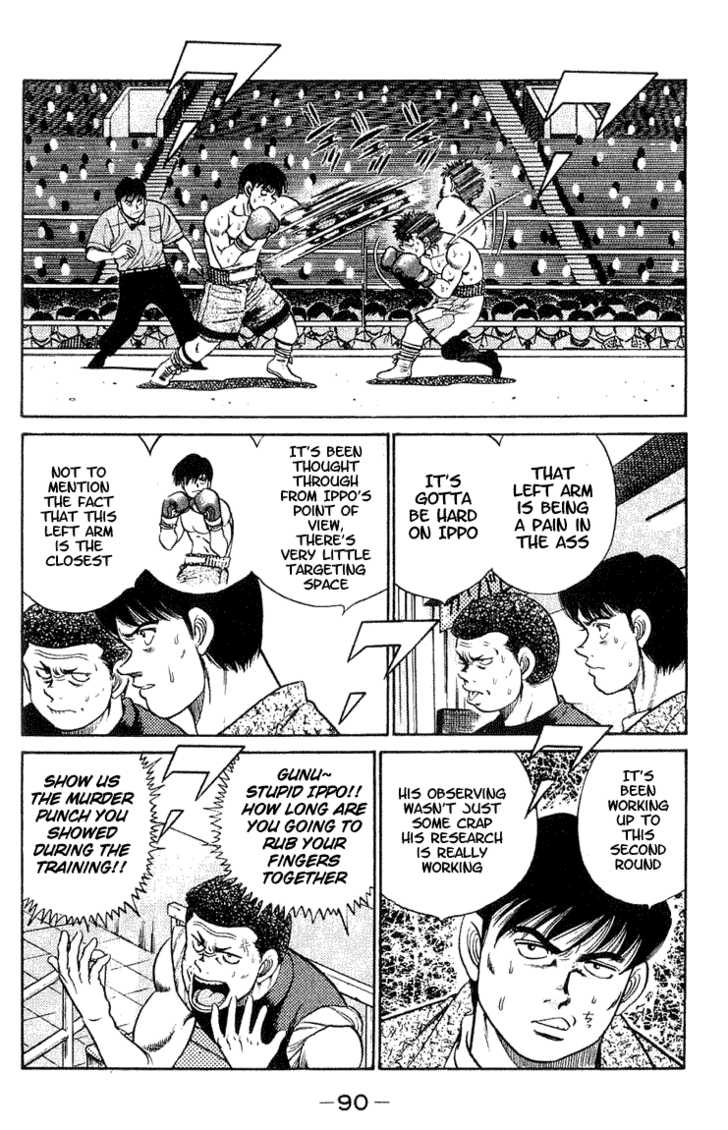 THAT
LEFT ARM
IS BEING
A PAIN IN
THE ASS
IT'S
GOTTA
BE HARD
ON IPPO
IT'S BEEN
THOUGHT
THROUGH
FROM IPPO'S
POINT OF
VIEW,
THERE'S
VERY LITTLE
TARGETING
SPACE
NOT TO
MENTION
THE FACT
THAT THIS
LEFT ARM
IS THE
CLOSEST
IT'S
BEEN
WORKING
UP TO
THIS
SECOND
ROUND
HIS OBSERVING
WASN'T JUST
SOME CRAP
HIS RESEARCH
IS REALLY
WORKING
GUNU~
STUPID IPPO!!
HOW LONG ARE
YOU GOING TO
RUB YOUR
FINGERS
TOGETHER
SHOW US
THE MURDER
PUNCH YOU
SHOWED
DURING THE
TRAINING!!
—90—